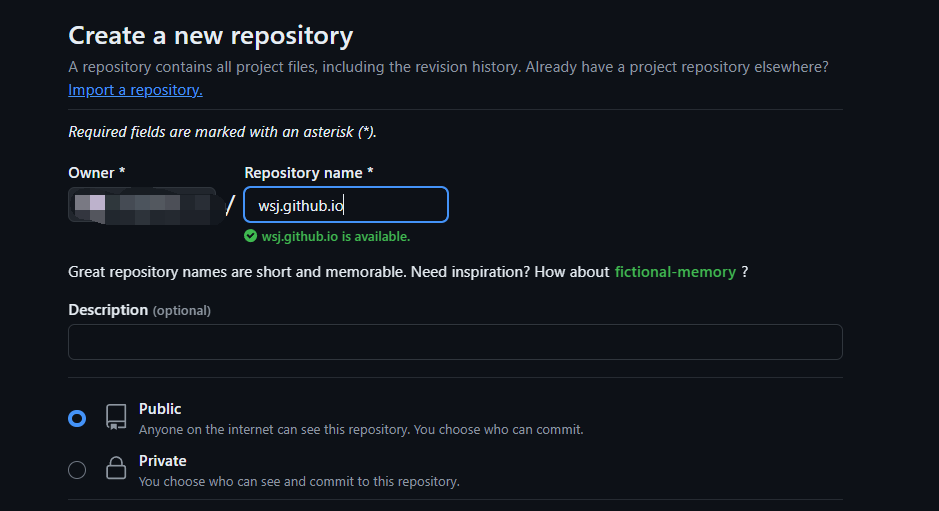 Create a new repository
A repository contains all project files, including the revision history. Already have a project repository elsewhere?
Import a repository.
Required fields are marked with an asterisk (*).
Owner * Repository name *
/ wsj.github.io
wsj.github.io is available.
Great repository names are short and memorable. Need inspiration? How about fictional-memory ?
Description (optional)
Public
Anyone on the internet can see this repository. You choose who can commit.
Private
You choose who can see and commit to this repository.